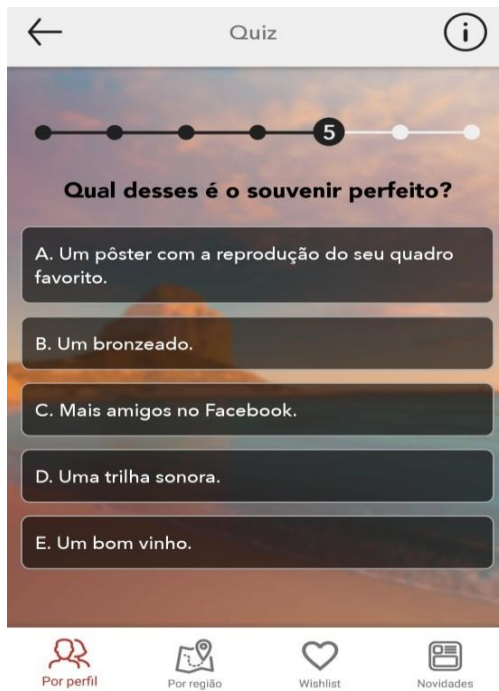 Quiz
5
Qual desses é o souvenir perfeito?
A. Um pôster com a reprodução do seu quadro
favorito.
B. Um bronzeado.
C. Mais amigos no Facebook.
D. Uma trilha sonora.
E. Um bom vinho.
Por perfil
Por região
Wishlist
Novidades